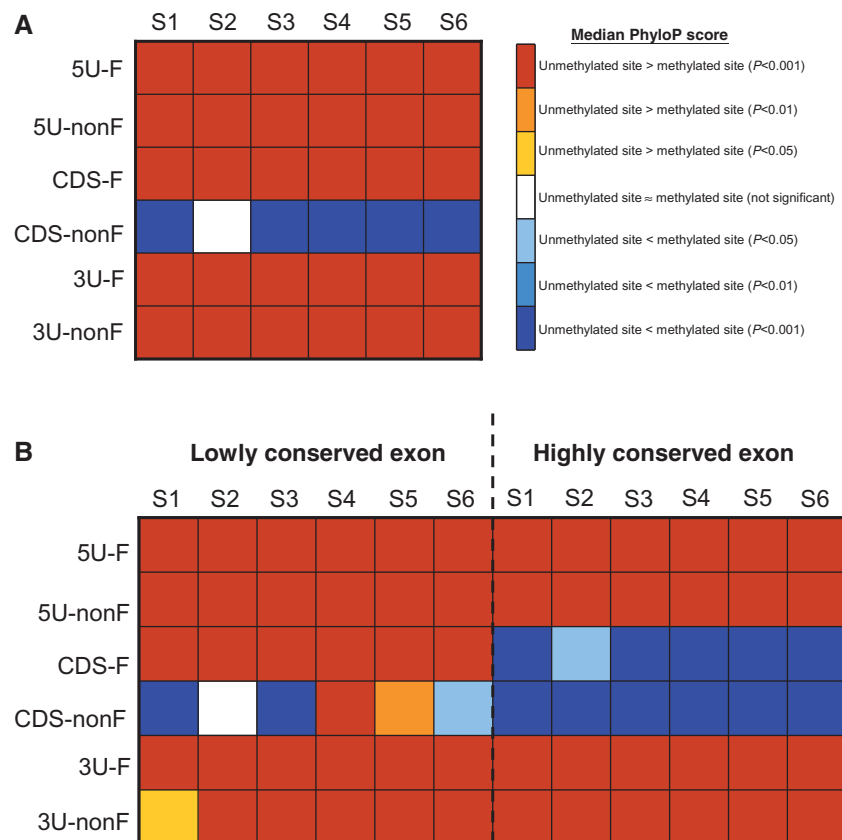 A
S1 S2 S3 S4 S5 S6
5U-F
5U-nonF
CDS-F
CDS-nonF
3U-F
3U-nonF
Median PhyloP score
Unmethylated site > methylated site (P<0.001)
Unmethylated site > methylated site (P<0.01)
Unmethylated site > methylated site (P<0.05)
Unmethylated site ≈ methylated site (not significant)
Unmethylated site < methylated site (P<0.05)
Unmethylated site < methylated site (P<0.01)
Unmethylated site < methylated site (P<0.001)
B
Lowly conserved exon Highly conserved exon
S1 S2 S3 S4 S5 S6 S1 S2 S3 S4 S5 S6
5U-F
5U-nonF
CDS-F
CDS-nonF
3U-F
3U-nonF